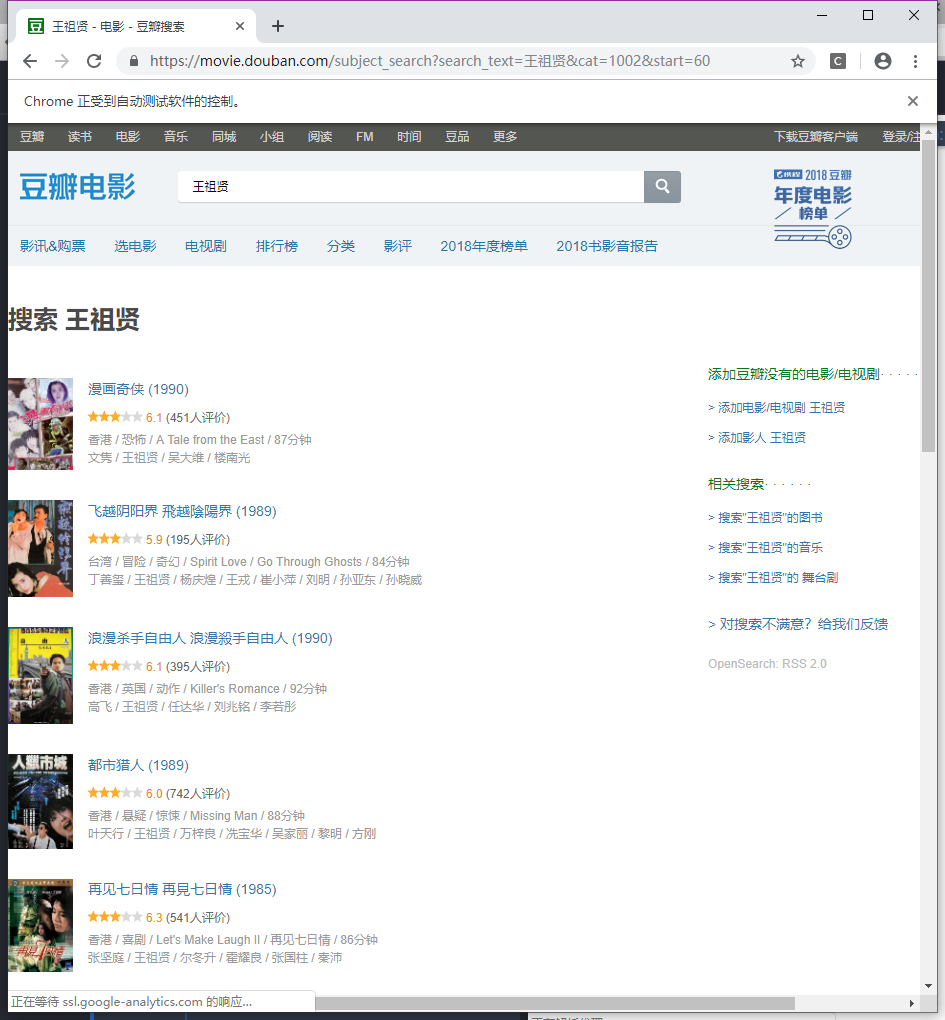 王祖贤 - 电影 - 豆瓣搜索
https://movie.douban.com/subject_search?search_text=王祖贤&cat=1002&start=60
Chrome 正受到自动测试软件的控制。
豆瓣 读书 电影 音乐 同城 小组 阅读 FM 时间 豆品 更多 下载豆瓣客户端 登录/注
豆瓣电影
王祖贤
2018 豆瓣
年度电影
榜单
影讯&购票 选电影 电视剧 排行榜 分类 影评 2018年度榜单 2018书影音报告
搜索 王祖贤
漫画奇侠 (1990)
6.1 (451人评价)
香港 / 恐怖 / A Tale from the East / 87分钟
文隽 / 王祖贤 / 吴大维 / 楼南光
飞越阴阳界 飛越陰陽界 (1989)
5.9 (195人评价)
台湾 / 冒险 / 奇幻 / Spirit Love / Go Through Ghosts / 84分钟
丁善玺 / 王祖贤 / 杨庆煌 / 王戎 / 崔小萍 / 刘明 / 孙亚东 / 孙晓威
浪漫杀手自由人 浪漫殺手自由人 (1990)
6.1 (395人评价)
香港 / 英国 / 动作 / Killer's Romance / 92分钟
高飞 / 王祖贤 / 任达华 / 刘兆铭 / 李若彤
都市猎人 (1989)
6.0 (742人评价)
香港 / 悬疑 / 惊悚 / Missing Man / 88分钟
叶天行 / 王祖贤 / 万梓良 / 冼宝华 / 吴家丽 / 黎明 / 方刚
再见七日情 再見七日情 (1985)
6.3 (541人评价)
香港 / 喜剧 / Let's Make Laugh II / 再见七日情 / 86分钟
张坚庭 / 王祖贤 / 尔冬升 / 霍耀良 / 张国柱 / 秦沛
添加豆瓣没有的电影/电视剧 · · · · ·
> 添加电影/电视剧 王祖贤
> 添加影人 王祖贤
相关搜索 · · · · · ·
> 搜索"王祖贤"的图书
> 搜索"王祖贤"的音乐
> 搜索"王祖贤"的 舞台剧
> 对搜索不满意？给我们反馈
OpenSearch: RSS 2.0
正在等待 ssl.google-analytics.com 的响应...